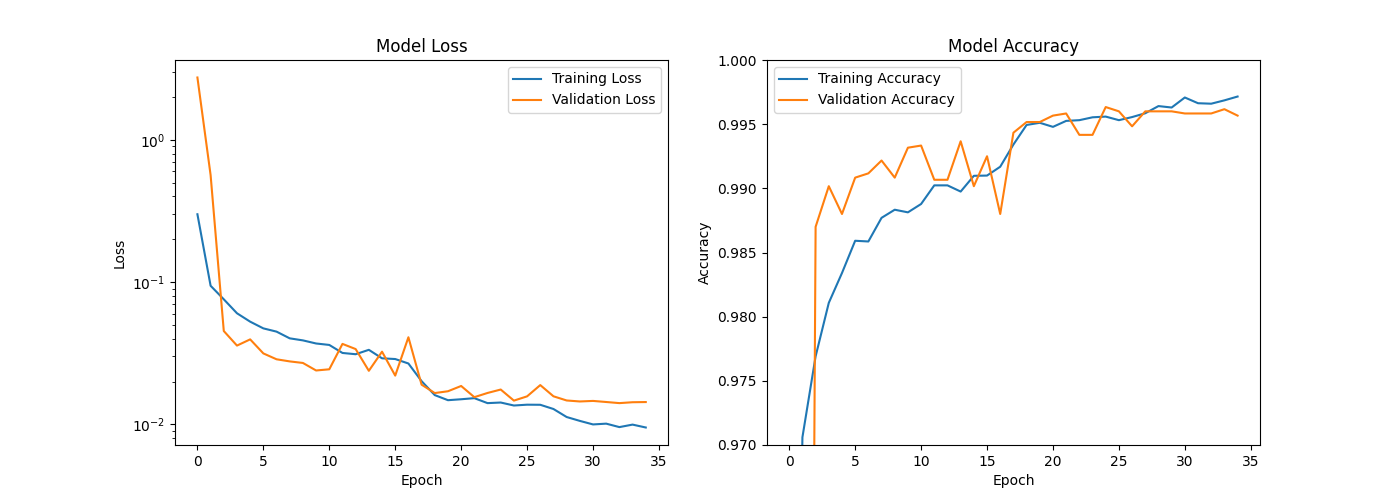 Model Loss
Training Loss
Validation Loss
10⁰
10⁻¹
10⁻²
Loss
0 5 10 15 20 25 30 35
Epoch
Model Accuracy
Training Accuracy
Validation Accuracy
1.000
0.995
0.990
0.985
0.980
0.975
0.970
Accuracy
0 5 10 15 20 25 30 35
Epoch